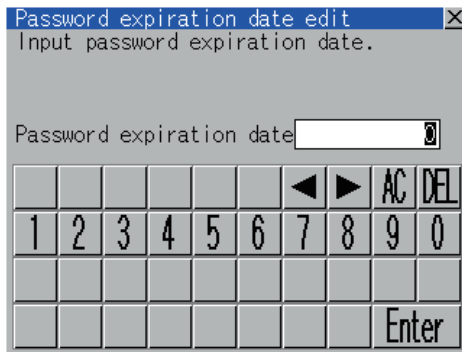 Password expiration date edit ×
Input password expiration date.
Password expiration date 0
◀ ▶ AC DEL
1 2 3 4 5 6 7 8 9 0
Enter